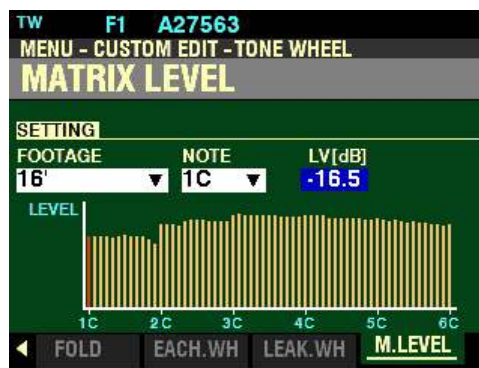 TW F1 A27563
MENU - CUSTOM EDIT - TONE WHEEL
MATRIX LEVEL
SETTING
FOOTAGE NOTE LV[dB]
16' 1C -16.5
LEVEL
1C 2C 3C 4C 5C 6C
FOLD EACH.WH LEAK.WH M.LEVEL